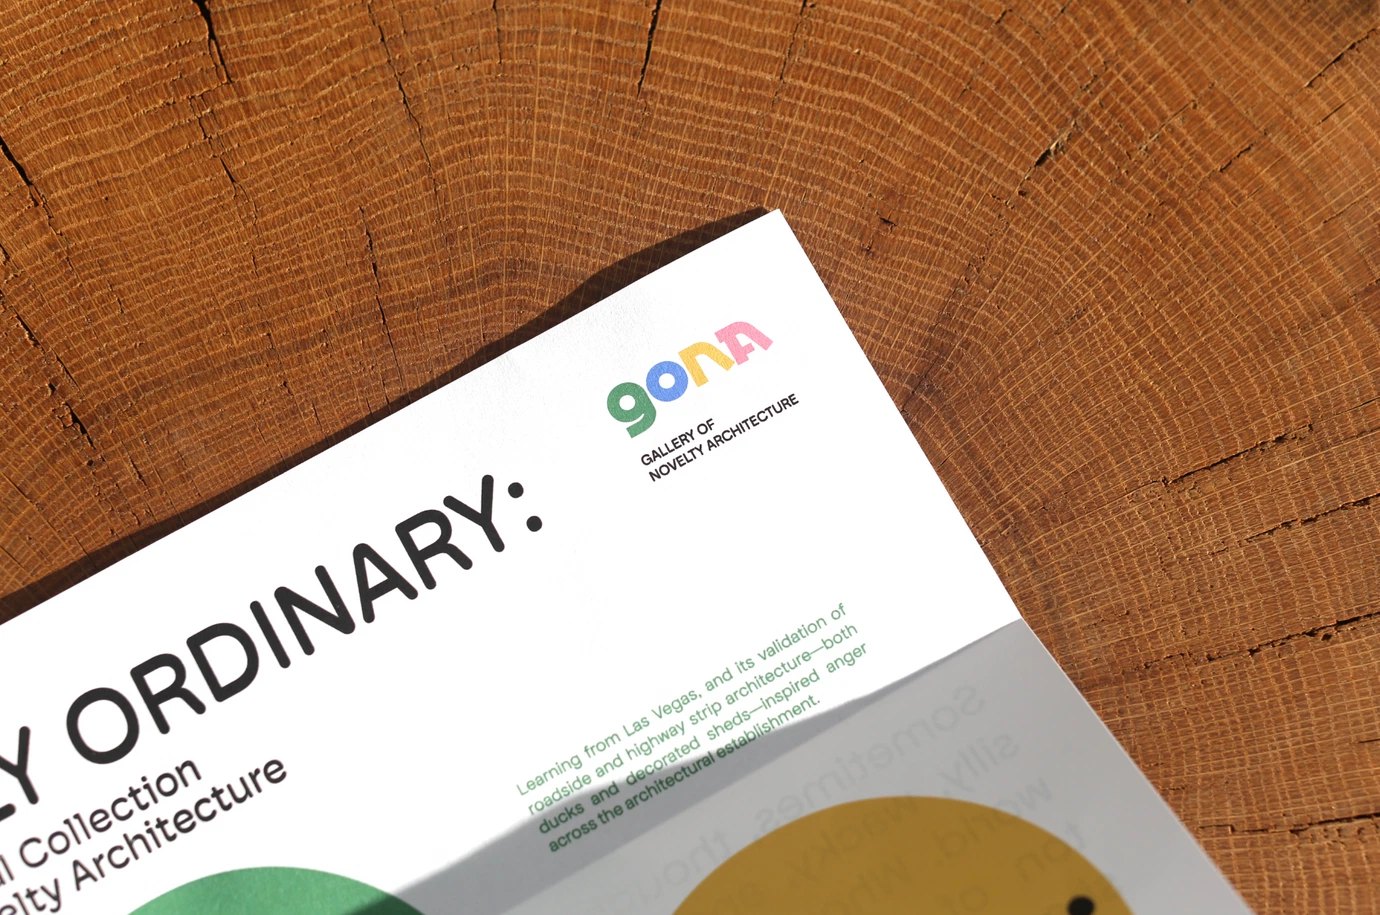 gonA
GALLERY OF
NOVELTY ARCHITECTURE
Y ORDINARY:
Collection
Architecture
Learning from Las Vegas, and its validation of
roadside and highway strip architecture—both
ducks and decorated sheds—inspired anger
across the architectural establishment.